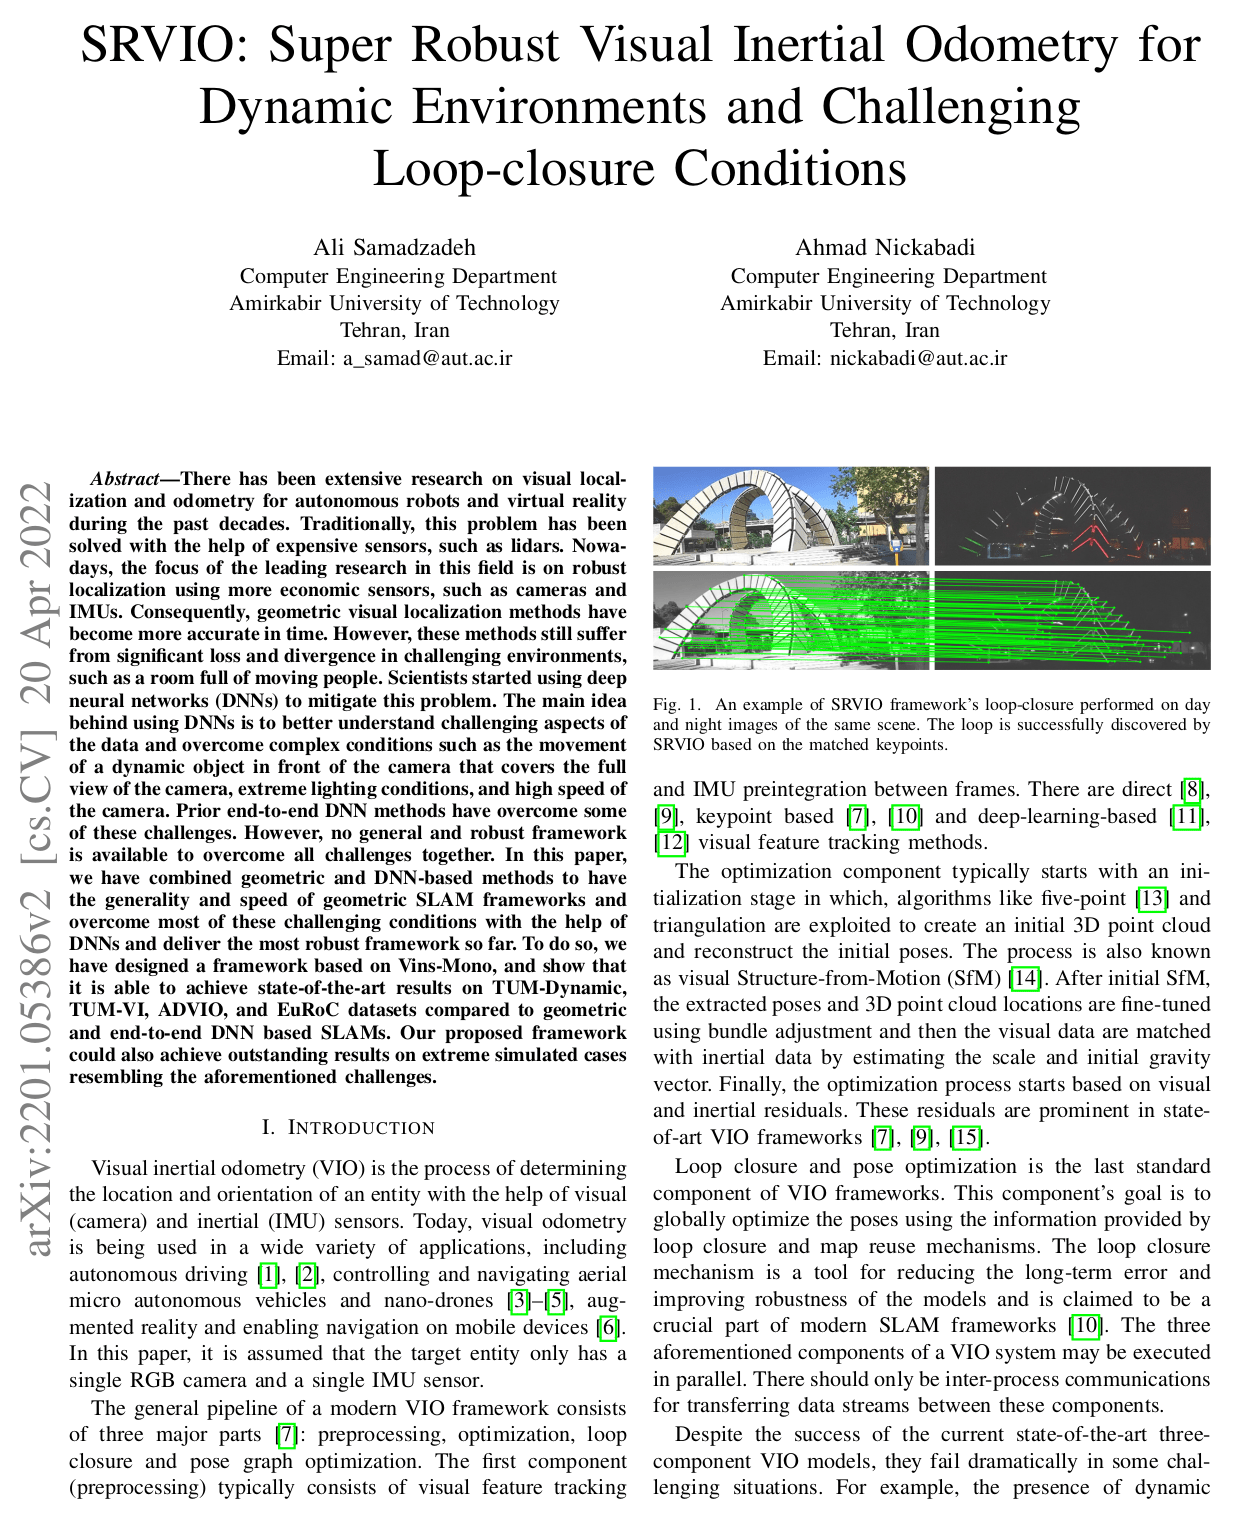 SRVIO: Super Robust Visual Inertial Odometry for
Dynamic Environments and Challenging
Loop-closure Conditions
Ali Samadzadeh
Computer Engineering Department
Amirkabir University of Technology
Tehran, Iran
Email: a_samad@aut.ac.ir
Ahmad Nickabadi
Computer Engineering Department
Amirkabir University of Technology
Tehran, Iran
Email: nickabadi@aut.ac.ir
arXiv:2201.05386v2 [cs.CV] 20 Apr 2022
Abstract—There has been extensive research on visual local-
ization and odometry for autonomous robots and virtual reality
during the past decades. Traditionally, this problem has been
solved with the help of expensive sensors, such as lidars. Nowa-
days, the focus of the leading research in this field is on robust
localization using more economic sensors, such as cameras and
IMUs. Consequently, geometric visual localization methods have
become more accurate in time. However, these methods still suffer
from significant loss and divergence in challenging environments,
such as a room full of moving people. Scientists started using deep
neural networks (DNNs) to mitigate this problem. The main idea
behind using DNNs is to better understand challenging aspects of
the data and overcome complex conditions such as the movement
of a dynamic object in front of the camera that covers the full
view of the camera, extreme lighting conditions, and high speed of
the camera. Prior end-to-end DNN methods have overcome some
of these challenges. However, no general and robust framework
is available to overcome all challenges together. In this paper,
we have combined geometric and DNN-based methods to have
the generality and speed of geometric SLAM frameworks and
overcome most of these challenging conditions with the help of
DNNs and deliver the most robust framework so far. To do so, we
have designed a framework based on Vins-Mono, and show that
it is able to achieve state-of-the-art results on TUM-Dynamic,
TUM-VI, ADVIO, and EuRoC datasets compared to geometric
and end-to-end DNN based SLAMs. Our proposed framework
could also achieve outstanding results on extreme simulated cases
resembling the aforementioned challenges.
I. INTRODUCTION
Visual inertial odometry (VIO) is the process of determining
the location and orientation of an entity with the help of visual
(camera) and inertial (IMU) sensors. Today, visual odometry
is being used in a wide variety of applications, including
autonomous driving [1], [2], controlling and navigating aerial
micro autonomous vehicles and nano-drones [3]–[5], aug-
mented reality and enabling navigation on mobile devices [6].
In this paper, it is assumed that the target entity only has a
single RGB camera and a single IMU sensor.
The general pipeline of a modern VIO framework consists
of three major parts [7]: preprocessing, optimization, loop
closure and pose graph optimization. The first component
(preprocessing) typically consists of visual feature tracking
Fig. 1. An example of SRVIO framework's loop-closure performed on day
and night images of the same scene. The loop is successfully discovered by
SRVIO based on the matched keypoints.
and IMU preintegration between frames. There are direct [8],
[9], keypoint based [7], [10] and deep-learning-based [11],
[12] visual feature tracking methods.
The optimization component typically starts with an ini-
tialization stage in which, algorithms like five-point [13] and
triangulation are exploited to create an initial 3D point cloud
and reconstruct the initial poses. The process is also known
as visual Structure-from-Motion (SfM) [14]. After initial SfM,
the extracted poses and 3D point cloud locations are fine-tuned
using bundle adjustment and then the visual data are matched
with inertial data by estimating the scale and initial gravity
vector. Finally, the optimization process starts based on visual
and inertial residuals. These residuals are prominent in state-
of-art VIO frameworks [7], [9], [15].
Loop closure and pose optimization is the last standard
component of VIO frameworks. This component's goal is to
globally optimize the poses using the information provided by
loop closure and map reuse mechanisms. The loop closure
mechanism is a tool for reducing the long-term error and
improving robustness of the models and is claimed to be a
crucial part of modern SLAM frameworks [10]. The three
aforementioned components of a VIO system may be executed
in parallel. There should only be inter-process communications
for transferring data streams between these components.
Despite the success of the current state-of-the-art three-
component VIO models, they fail dramatically in some chal-
lenging situations. For example, the presence of dynamic